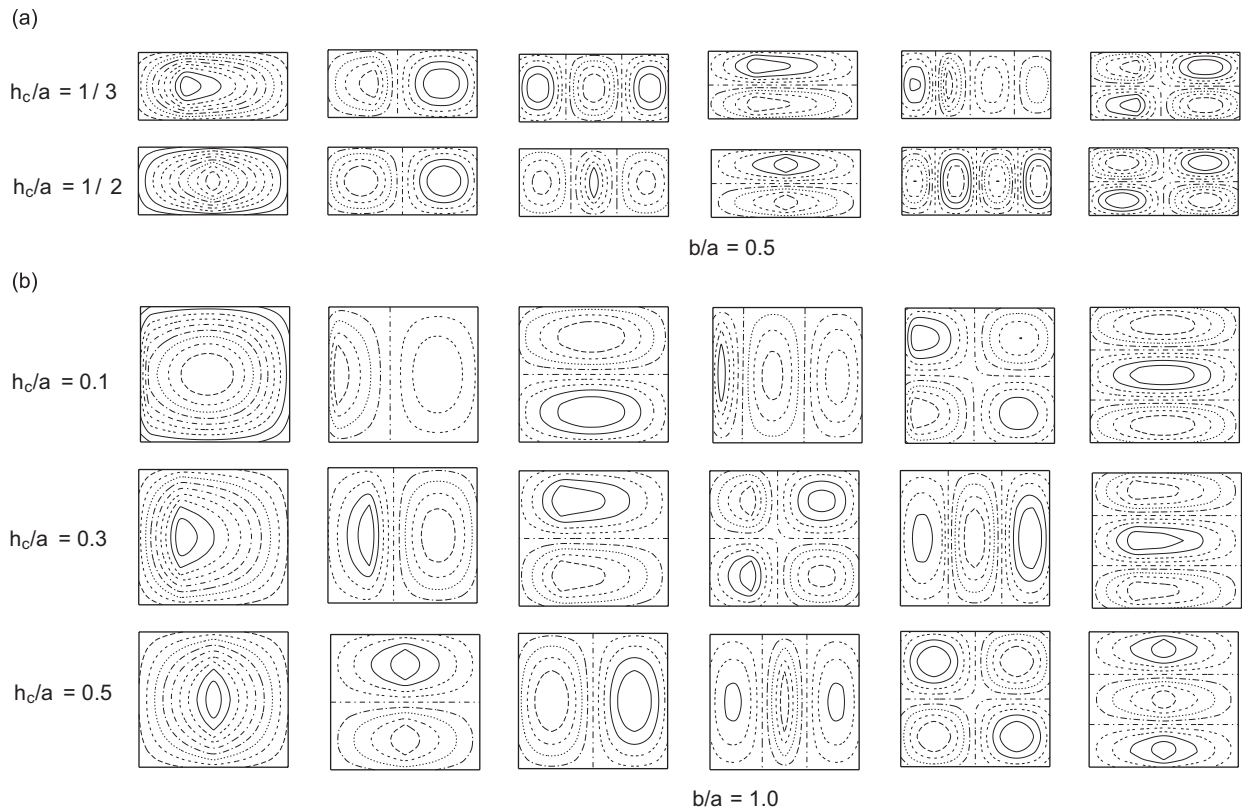 (a)
h_c/a = 1 / 3
h_c/a = 1 / 2
b/a = 0.5
(b)
h_c/a = 0.1
h_c/a = 0.3
h_c/a = 0.5
b/a = 1.0